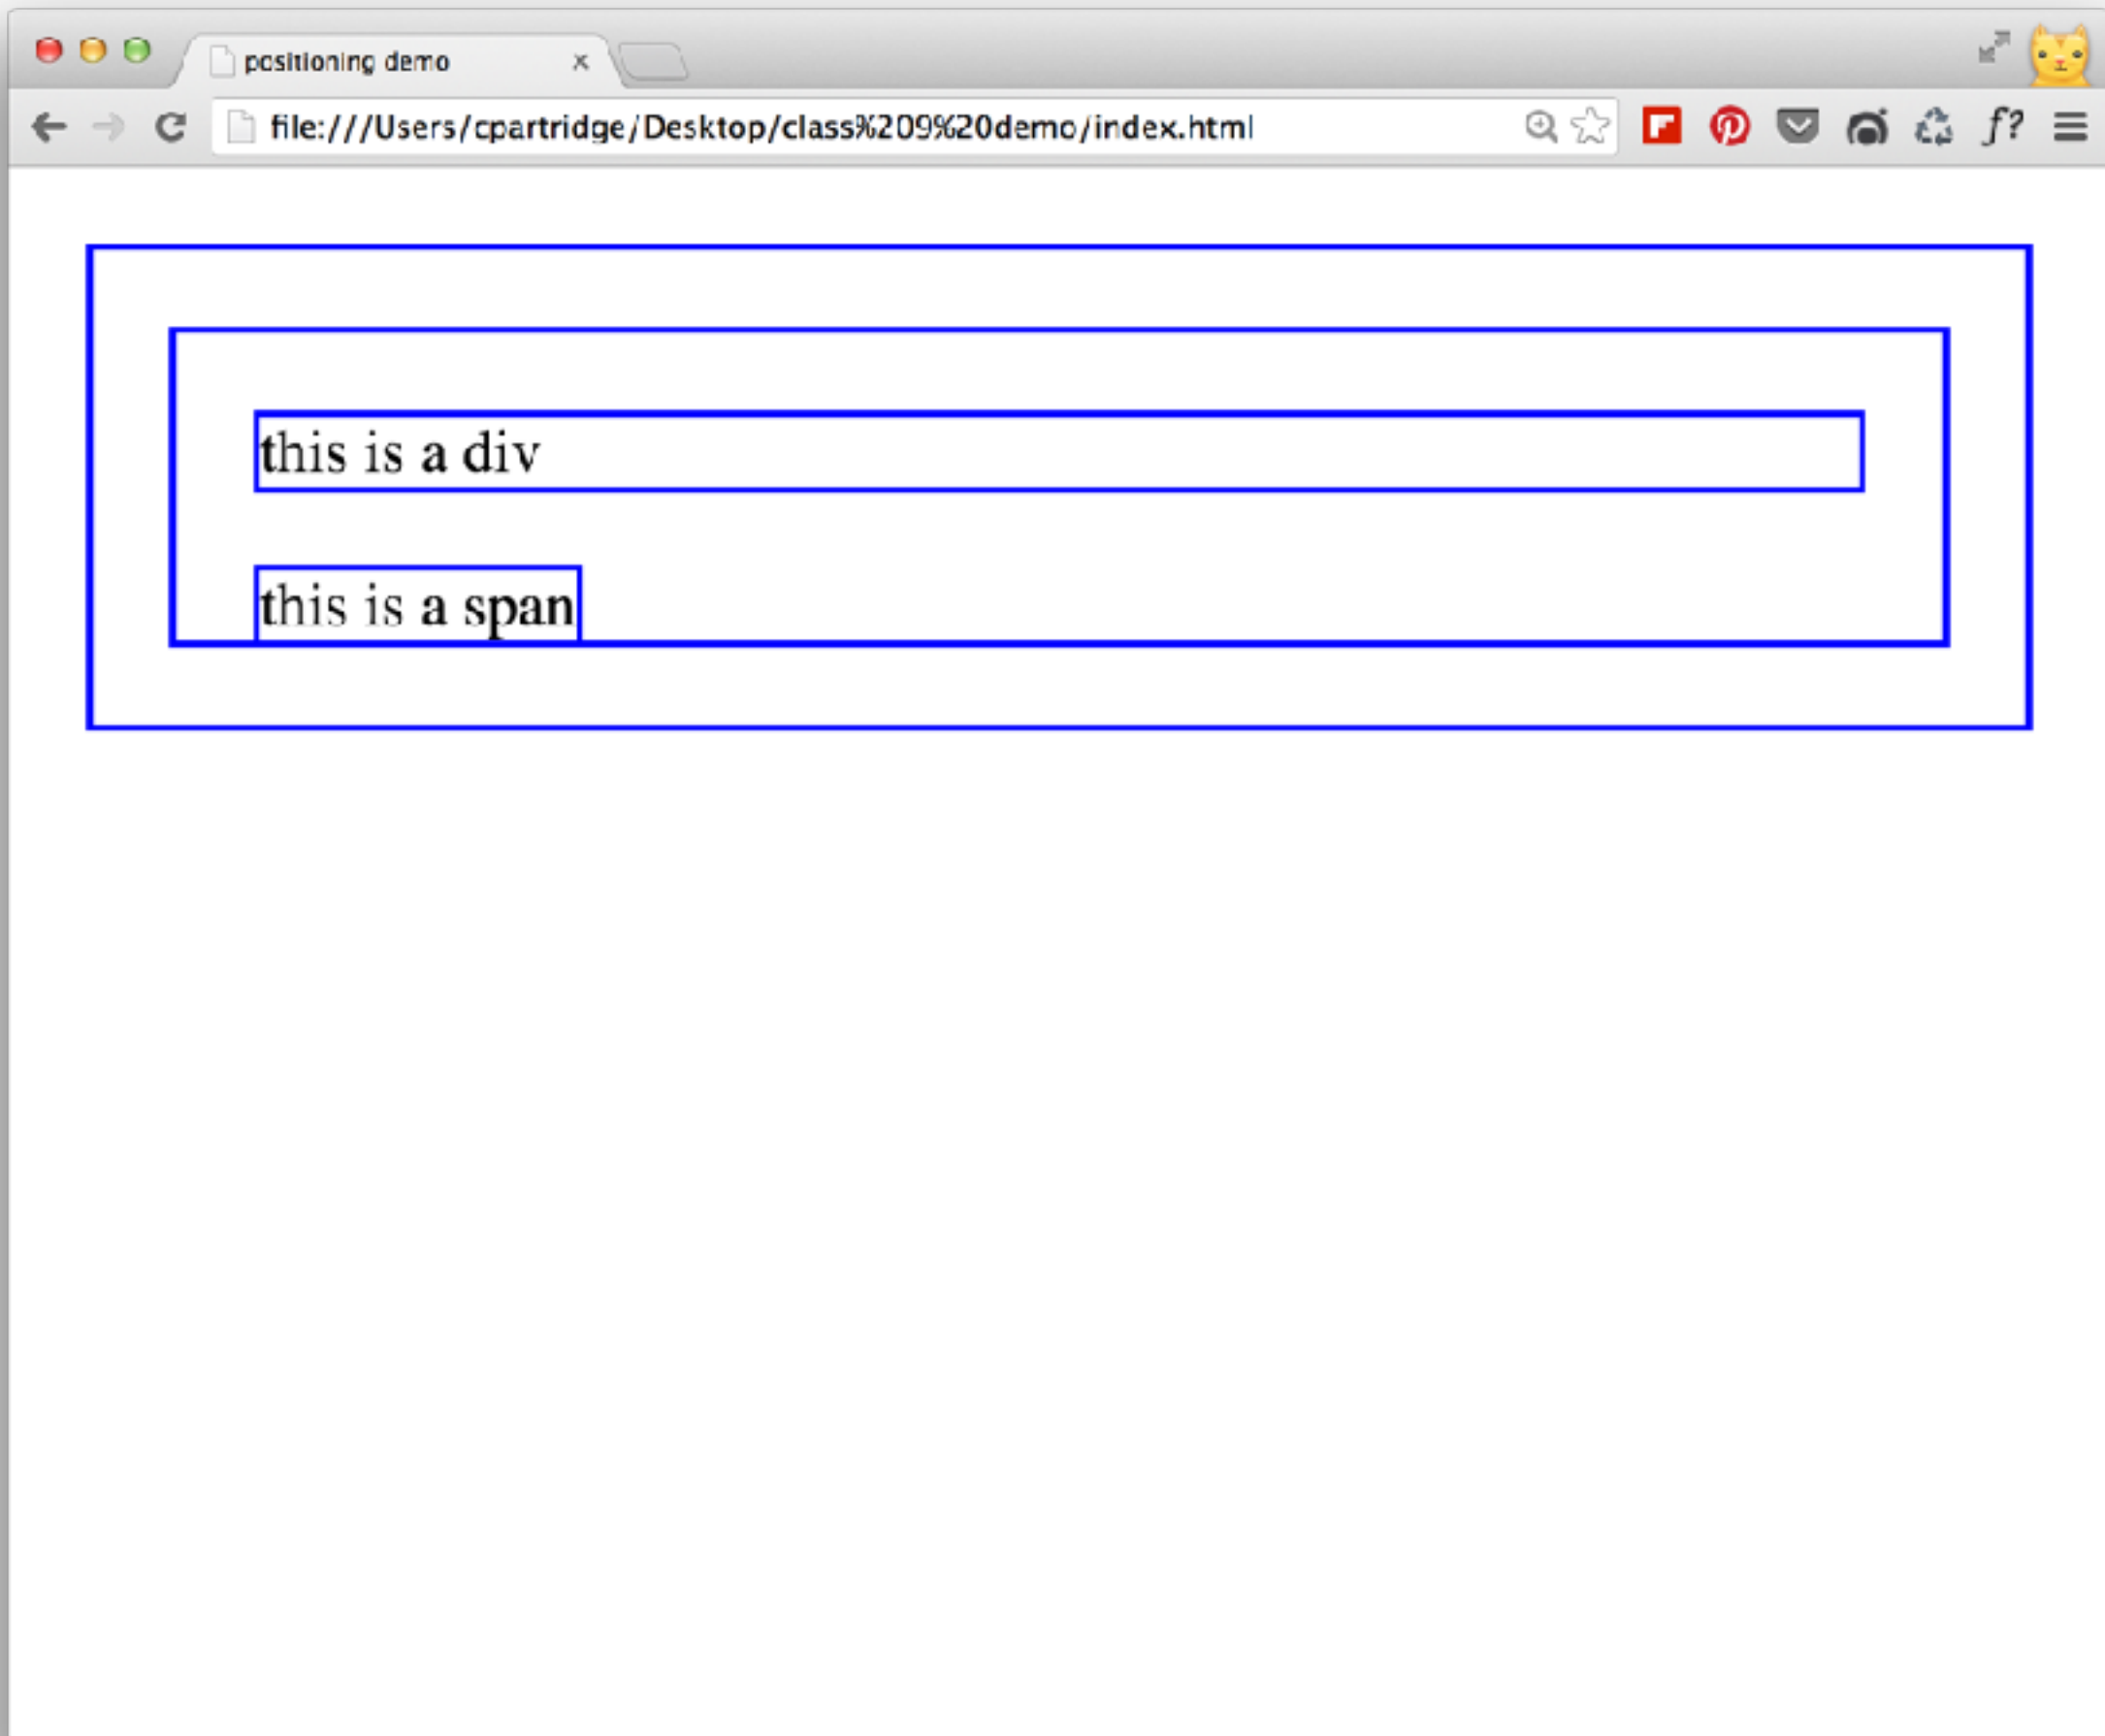 positioning demo
file:///Users/cpartridge/Desktop/class%209%20demo/index.html
f?
this is a div
this is a span